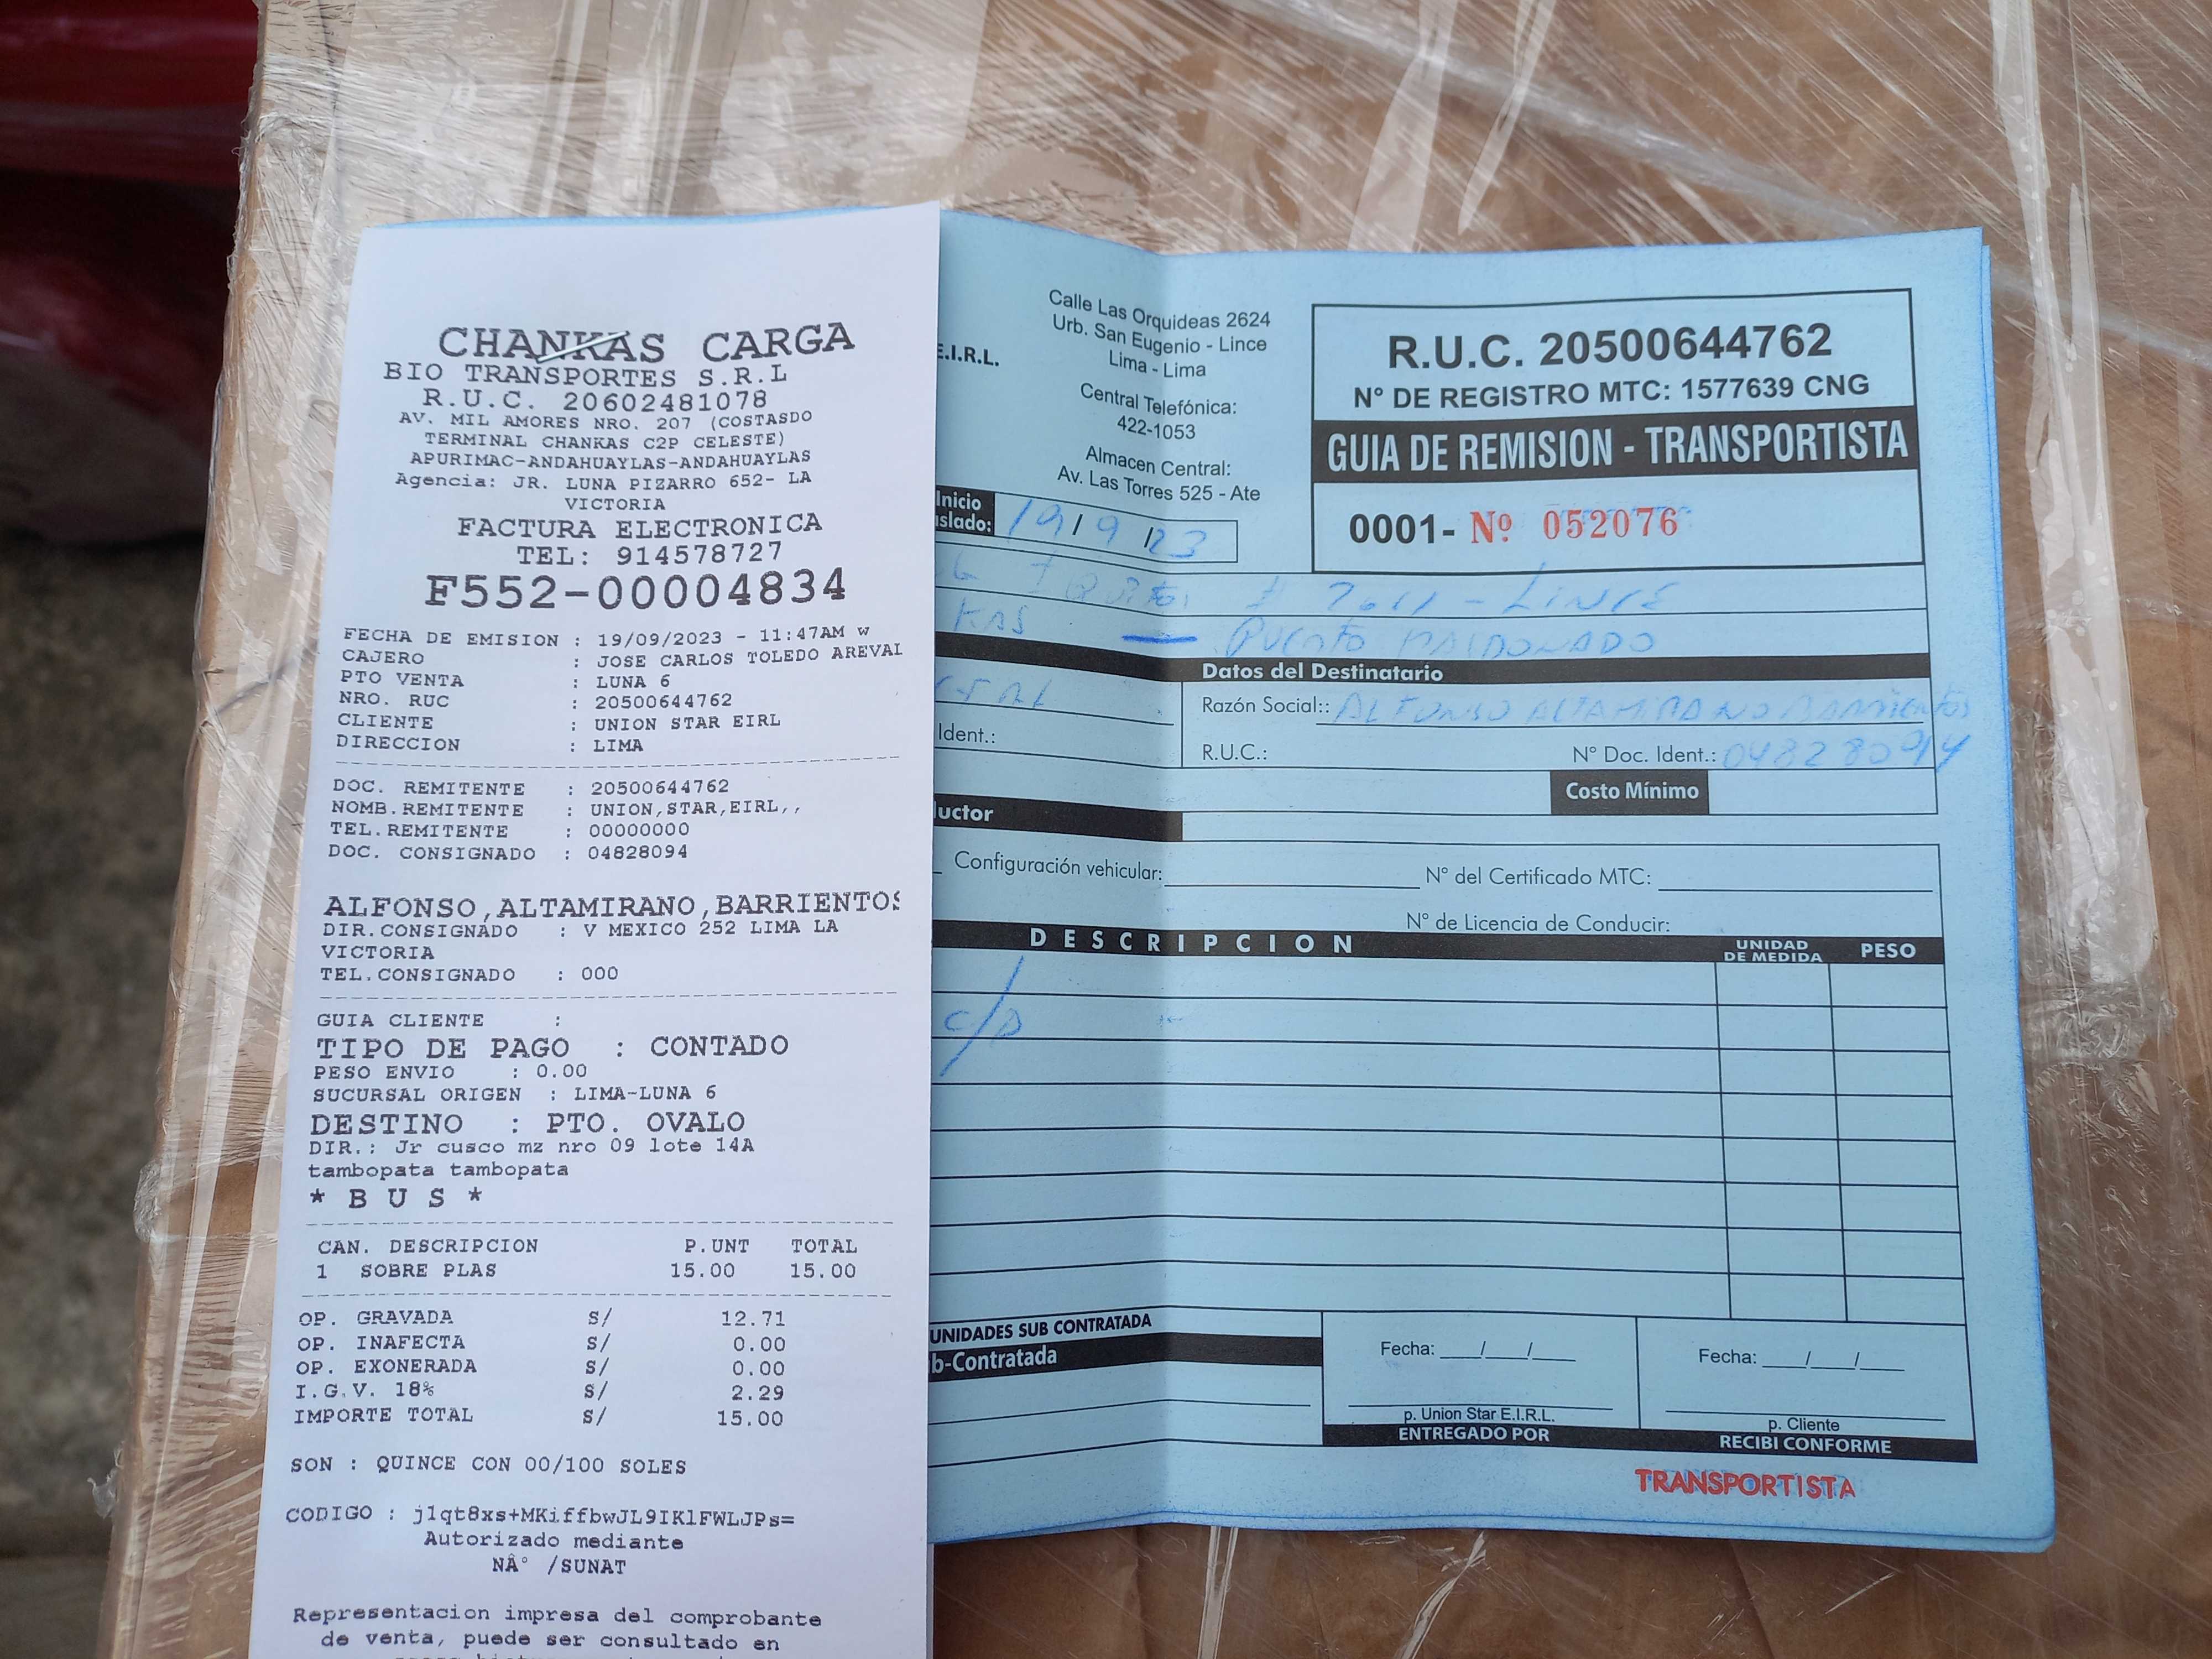 CHANKAS CARGA
BIO TRANSPORTES S.R.L
R.U.C. 20602481078
AV. MIL AMORES NRO. 207 (COSTASDO
TERMINAL CHANKAS C2P CELESTE)
APURIMAC-ANDAHUAYLAS-ANDAHUAYLAS
Agencia: JR. LUNA PIZARRO 652- LA
VICTORIA
FACTURA ELECTRONICA
TEL: 914578727
F552-00004834
FECHA DE EMISION : 19/09/2023 - 11:47AM w
CAJERO : JOSE CARLOS TOLEDO AREVAL
PTO VENTA : LUNA 6
NRO. RUC : 20500644762
CLIENTE : UNION STAR EIRL
DIRECCION : LIMA
DOC. REMITENTE : 20500644762
NOMB.REMITENTE : UNION,STAR,EIRL,,
TEL.REMITENTE : 00000000
DOC. CONSIGNADO : 04828094
ALFONSO,ALTAMIRANO,BARRIENTOS
DIR.CONSIGNADO : V MEXICO 252 LIMA LA
VICTORIA
TEL.CONSIGNADO : 000
GUIA CLIENTE :
TIPO DE PAGO : CONTADO
PESO ENVIO : 0.00
SUCURSAL ORIGEN : LIMA-LUNA 6
DESTINO : PTO. OVALO
DIR.: Jr cusco mz nro 09 lote 14A
tambopata tambopata
* B U S *
CAN. DESCRIPCION P.UNT TOTAL
1 SOBRE PLAS 15.00 15.00
OP. GRAVADA S/ 12.71
OP. INAFECTA S/ 0.00
OP. EXONERADA S/ 0.00
I.G.V. 18% S/ 2.29
IMPORTE TOTAL S/ 15.00
SON : QUINCE CON 00/100 SOLES
CODIGO : j1qt8xs+MKiffbwJL9IKlFWLJPs=
Autorizado mediante
NÂ° /SUNAT
Representacion impresa del comprobante
de venta, puede ser consultado en
E.I.R.L.
Calle Las Orquideas 2624
Urb. San Eugenio - Lince
Lima - Lima
Central Telefónica:
422-1053
Almacen Central:
Av. Las Torres 525 - Ate
R.U.C. 20500644762
N° DE REGISTRO MTC: 1577639 CNG
GUIA DE REMISION - TRANSPORTISTA
0001- Nº 052076
Inicio
slado: 19/9/23
- LINCE
KAS — PUERTO MALDONADO
Datos del Destinatario
Razón Social:: ALFONSO ALTAMIRANO BARRIENTOS
Ident.:
R.U.C.: N° Doc. Ident.: 04828094
Costo Mínimo
uctor
Configuración vehicular: N° del Certificado MTC:
N° de Licencia de Conducir:
DESCRIPCION UNIDAD DE MEDIDA PESO
UNIDADES SUB CONTRATADA
b-Contratada
Fecha: ___/___/___ Fecha: ___/___/___
p. Union Star E.I.R.L. p. Cliente
ENTREGADO POR RECIBI CONFORME
TRANSPORTISTA